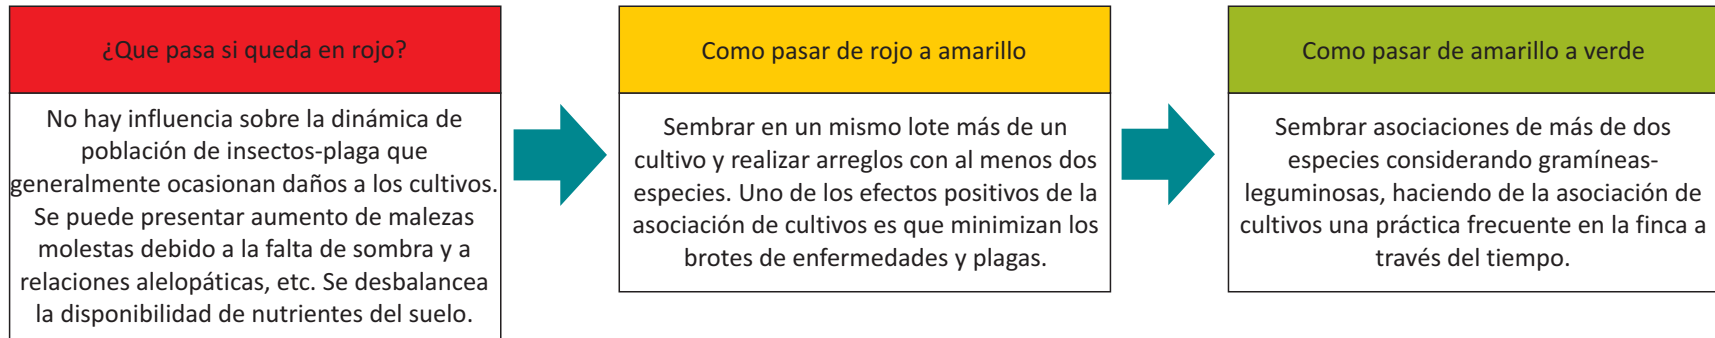 ¿Que pasa si queda en rojo?
No hay influencia sobre la dinámica de
población de insectos-plaga que
generalmente ocasionan daños a los cultivos.
Se puede presentar aumento de malezas
molestas debido a la falta de sombra y a
relaciones alelopáticas, etc. Se desbalancea
la disponibilidad de nutrientes del suelo.
Como pasar de rojo a amarillo
Sembrar en un mismo lote más de un
cultivo y realizar arreglos con al menos dos
especies. Uno de los efectos positivos de la
asociación de cultivos es que minimizan los
brotes de enfermedades y plagas.
Como pasar de amarillo a verde
Sembrar asociaciones de más de dos
especies considerando gramíneas-
leguminosas, haciendo de la asociación de
cultivos una práctica frecuente en la finca a
través del tiempo.